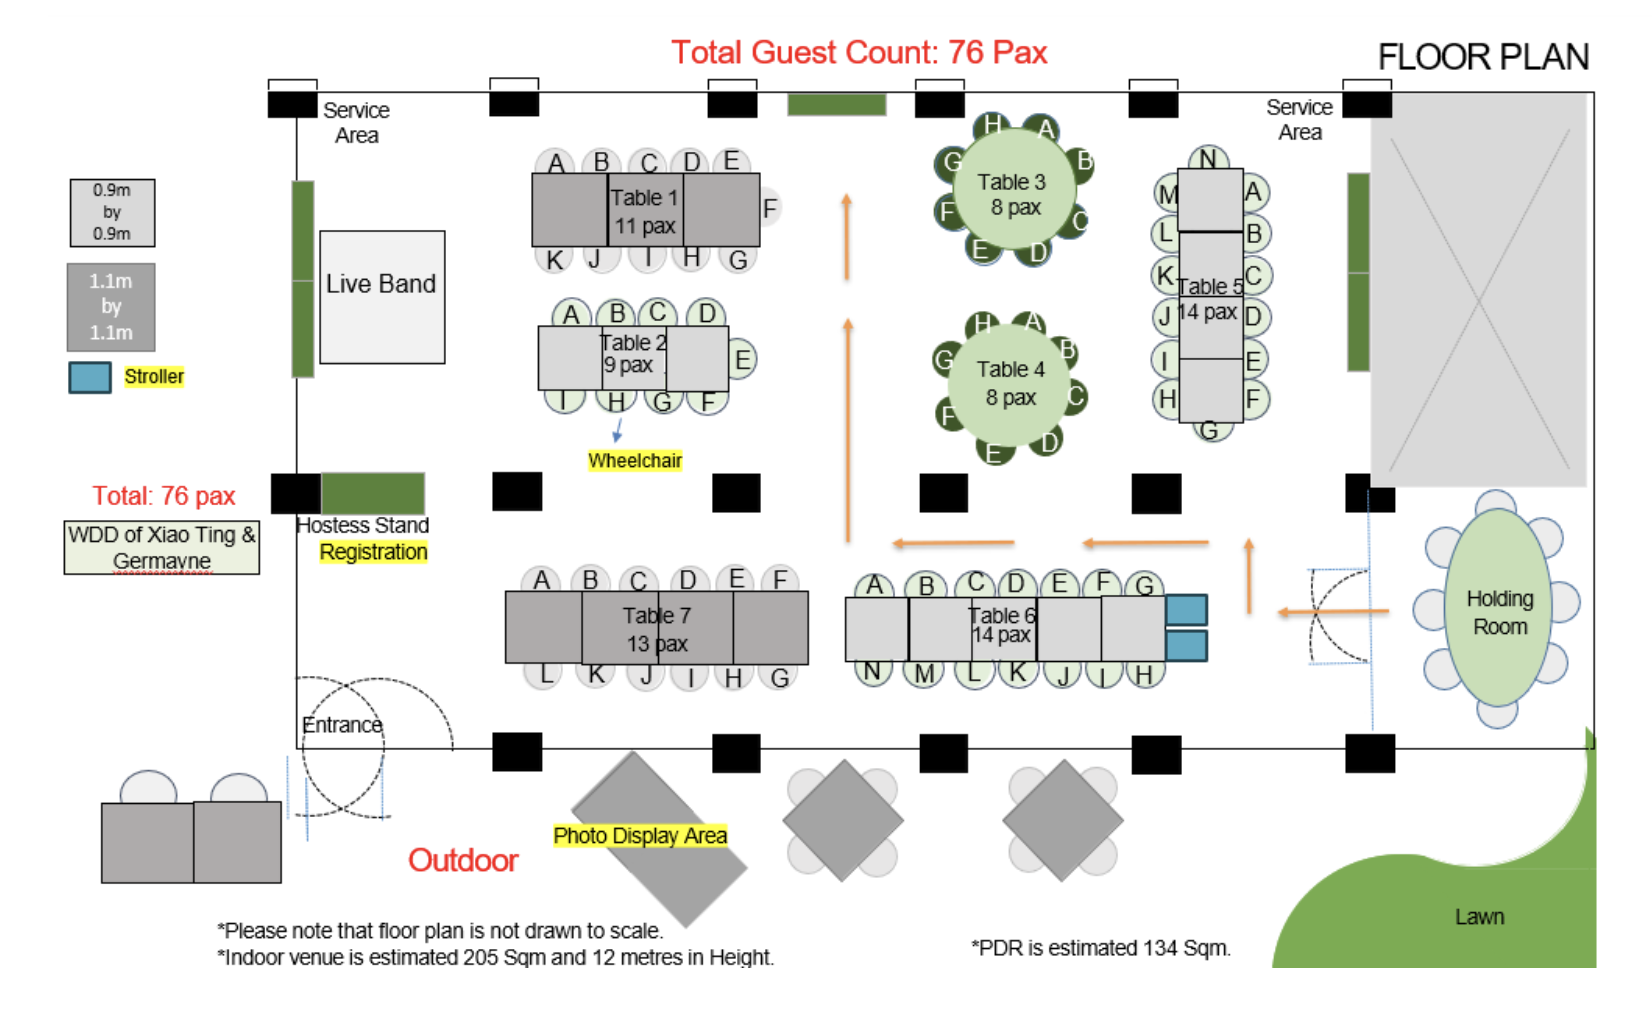 Total Guest Count: 76 Pax
FLOOR PLAN
Service
Area
Service
Area
0.9m
by
0.9m
1.1m
by
1.1m
Stroller
Live Band
A B C D E
Table 1
11 pax
F
K J I H G
A B C D
Table 2
9 pax
E
I H G F
Wheelchair
H A
G B
Table 3
8 pax
F C
E D
H A
G B
Table 4
8 pax
F C
E D
N
M A
L B
K C
Table 5
14 pax
J D
I E
H F
G
Total: 76 pax
WDD of Xiao Ting &
Germayne
Hostess Stand
Registration
A B C D E F
Table 7
13 pax
L K J I H G
A B C D E F G
Table 6
14 pax
N M L K J I H
Holding
Room
Entrance
Photo Display Area
Outdoor
Lawn
*Please note that floor plan is not drawn to scale.
*Indoor venue is estimated 205 Sqm and 12 metres in Height.
*PDR is estimated 134 Sqm.